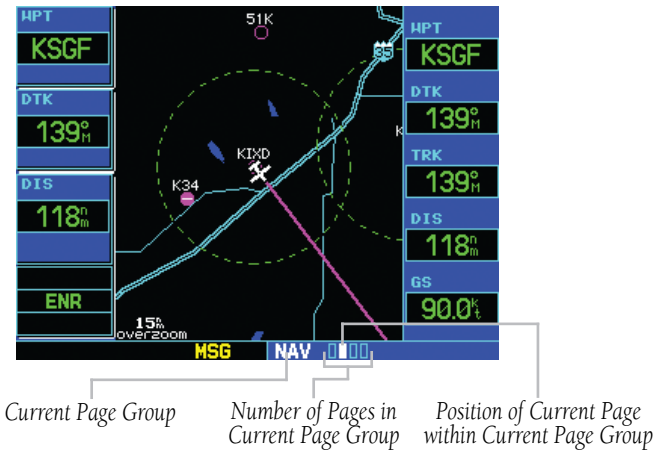 WPT
KSGF
DTK
139°M
DIS
118nm
ENR
51K
35
KIXD
K34
K
15nm
overzoom
WPT
KSGF
DTK
139°M
TRK
139°M
DIS
118nm
GS
90.0kt
MSG
NAV
Current Page Group
Number of Pages in
Current Page Group
Position of Current Page
within Current Page Group